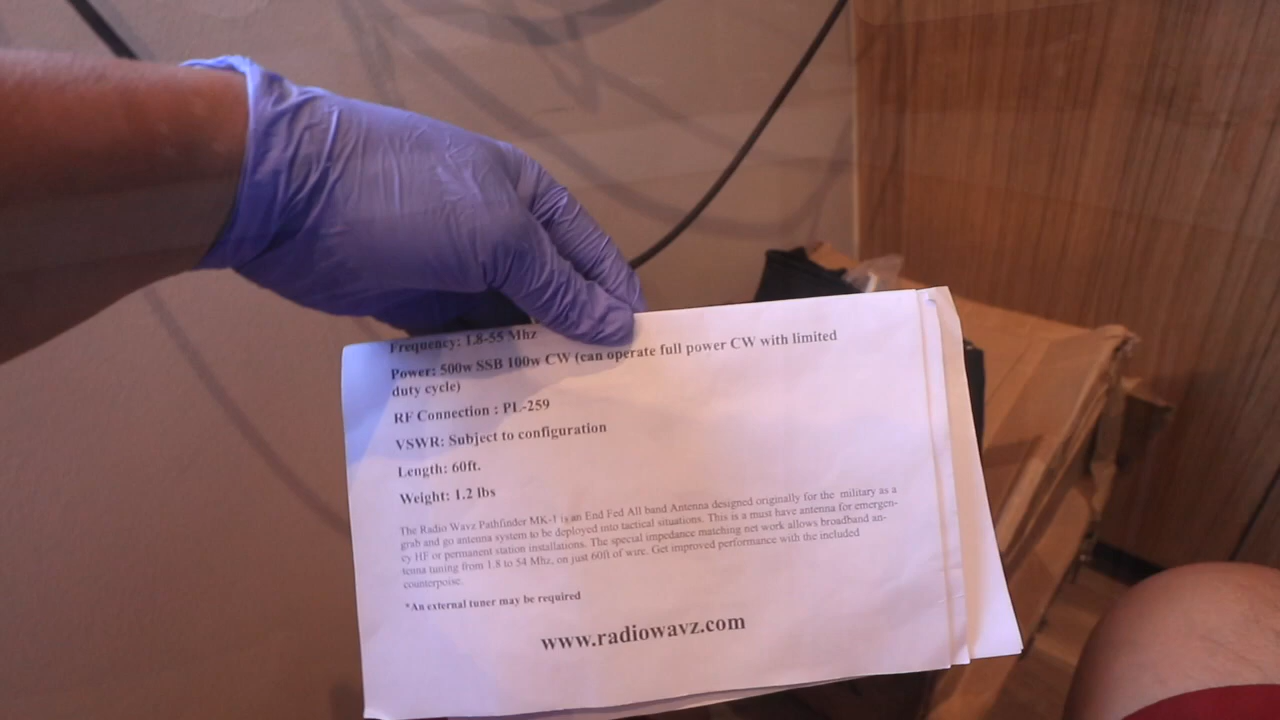 Frequency: 1.8-55 Mhz
Power: 500w SSB 100w CW (can operate full power CW with limited
duty cycle)
RF Connection : PL-259
VSWR: Subject to configuration
Length: 60ft.
Weight: 1.2 lbs
The Radio Wavz Pathfinder MK-1 is an End Fed All band Antenna designed originally for the military as a
grab and go antenna system to be deployed into tactical situations. This is a must have antenna for emergen-
cy HF or permanent station installations. The special impedance matching net work allows broadband an-
tenna tuning from 1.8 to 54 Mhz, on just 60ft of wire. Get improved performance with the included
counterpoise.
*An external tuner may be required
www.radiowavz.com